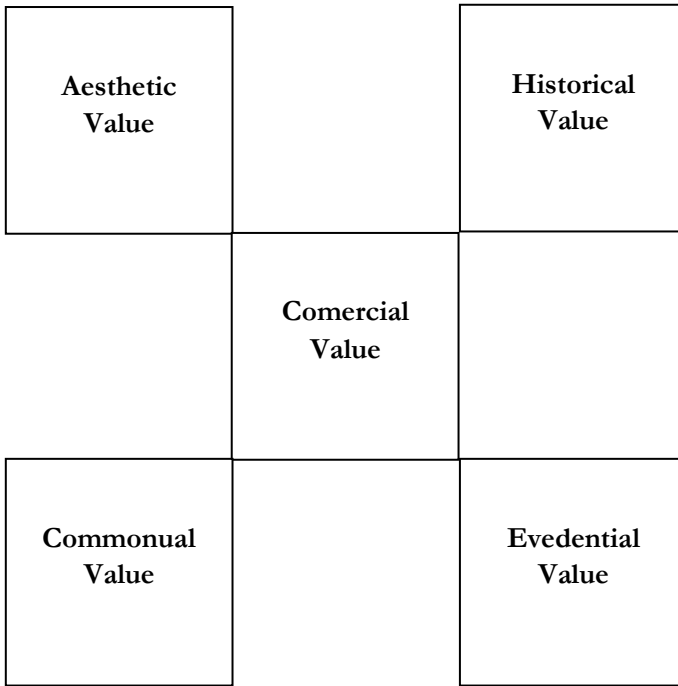 Aesthetic
Value
Historical
Value
Comercial
Value
Commonual
Value
Evedential
Value